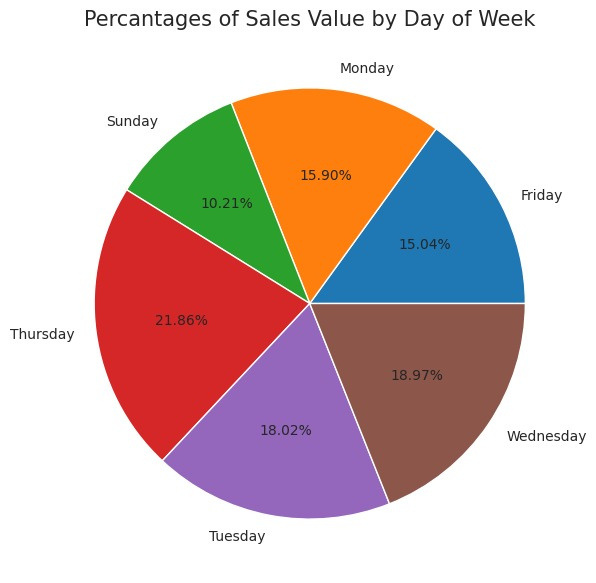 Percantages of Sales Value by Day of Week
Monday
Sunday
15.90%
Friday
10.21%
15.04%
21.86%
Thursday
18.97%
18.02%
Wednesday
Tuesday